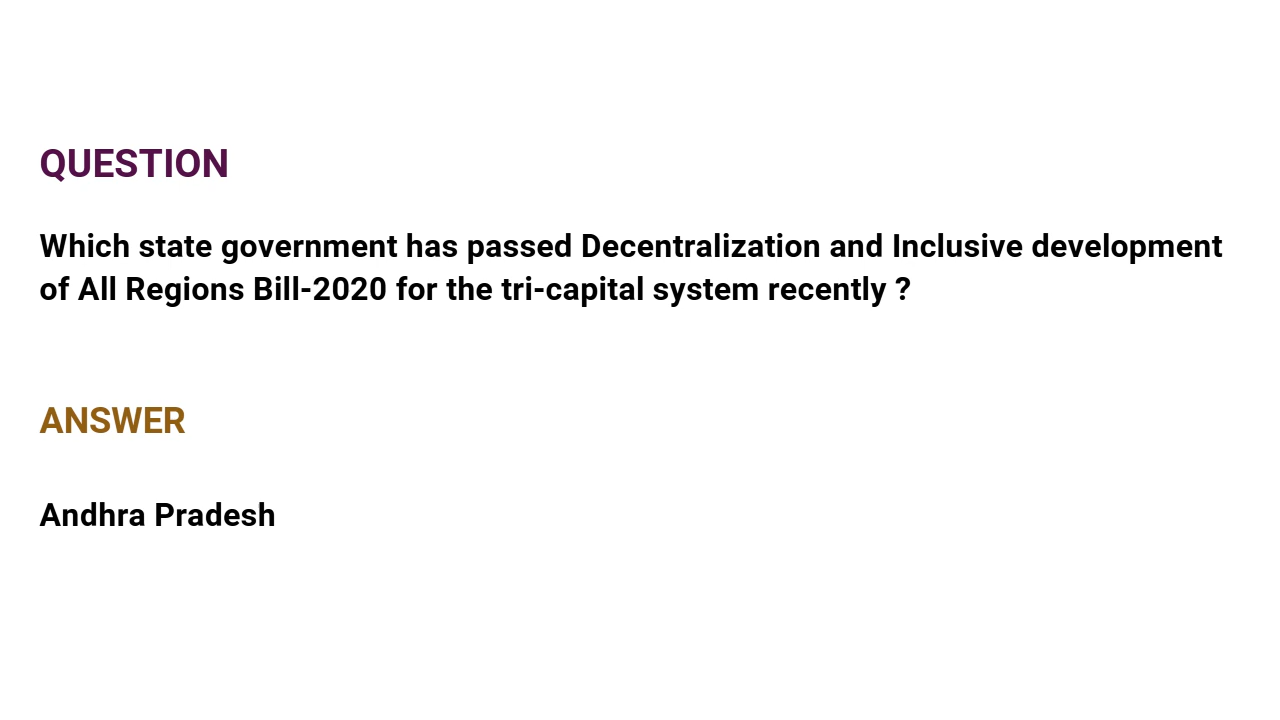 QUESTION
Which state government has passed Decentralization and Inclusive development
of All Regions Bill-2020 for the tri-capital system recently ?
ANSWER
Andhra Pradesh